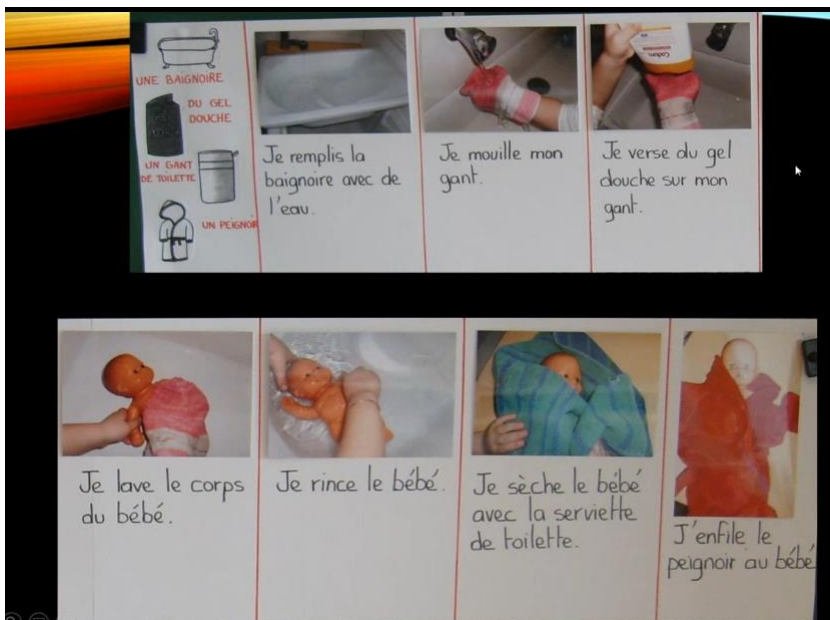 UNE BAIGNOIRE
DU GEL
DOUCHE
UN GANT
DE TOILETTE
UN PEIGNOIR
Je remplis la
baignoire avec de
l'eau.
Je mouille mon
gant.
Cadum
Je verse du gel
douche sur mon
gant.
Je lave le corps
du bébé.
Je rince le bébé.
Je sèche le bébé
avec la serviette
de toilette.
J'enfile le
peignoir au bébé